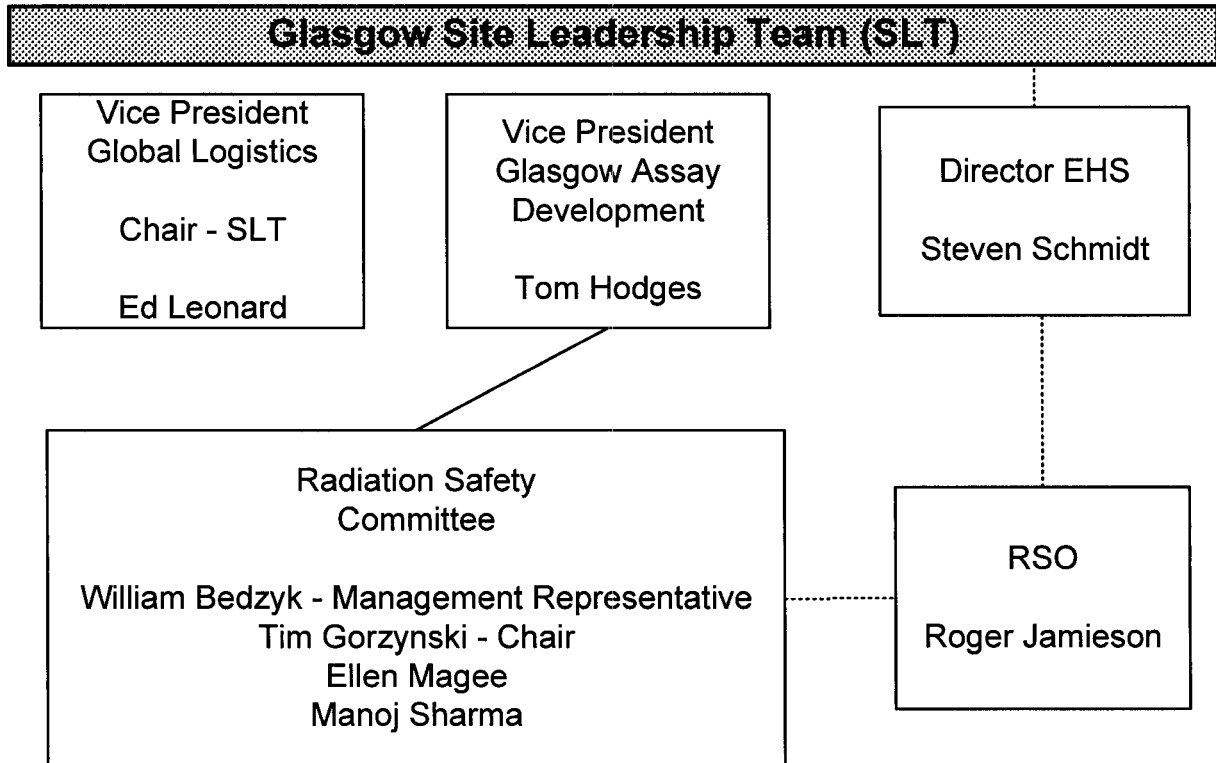 Glasgow Site Leadership Team (SLT)
Vice President
Global Logistics
Chair - SLT
Ed Leonard
Vice President
Glasgow Assay
Development
Tom Hodges
Director EHS
Steven Schmidt
Radiation Safety
Committee
William Bedzyk - Management Representative
Tim Gorzynski - Chair
Ellen Magee
Manoj Sharma
RSO
Roger Jamieson